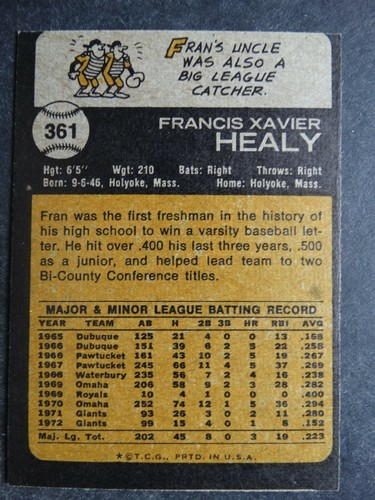 FRAN'S UNCLE
WAS ALSO A
BIG LEAGUE
CATCHER.
361
FRANCIS XAVIER
HEALY
Hgt: 6'5" Wgt: 210 Bats: Right Throws: Right
Born: 9-6-46, Holyoke, Mass. Home: Holyoke, Mass.
Fran was the first freshman in the history of
his high school to win a varsity baseball let-
ter. He hit over .400 his last three years, .500
as a junior, and helped lead team to two
Bi-County Conference titles.
MAJOR & MINOR LEAGUE BATTING RECORD
YEAR TEAM AB H 2B 3B HR RBI AVG
1965 Dubuque 125 21 4 0 0 13 .168
1966 Dubuque 151 39 6 2 5 22 .258
1966 Pawtucket 161 43 10 2 5 19 .267
1967 Pawtucket 245 66 11 4 5 37 .269
1968 Waterbury 235 56 7 2 4 16 .238
1969 Omaha 206 58 9 2 4 28 .282
1969 Royals 10 4 1 0 0 0 .400
1970 Omaha 252 74 12 1 5 36 .294
1971 Giants 93 26 3 0 2 11 .280
1972 Giants 99 15 4 0 1 8 .152
Maj. Lg. Tot. 202 45 8 0 3 19 .223
*©T.C.G., PRTD. IN U.S.A.